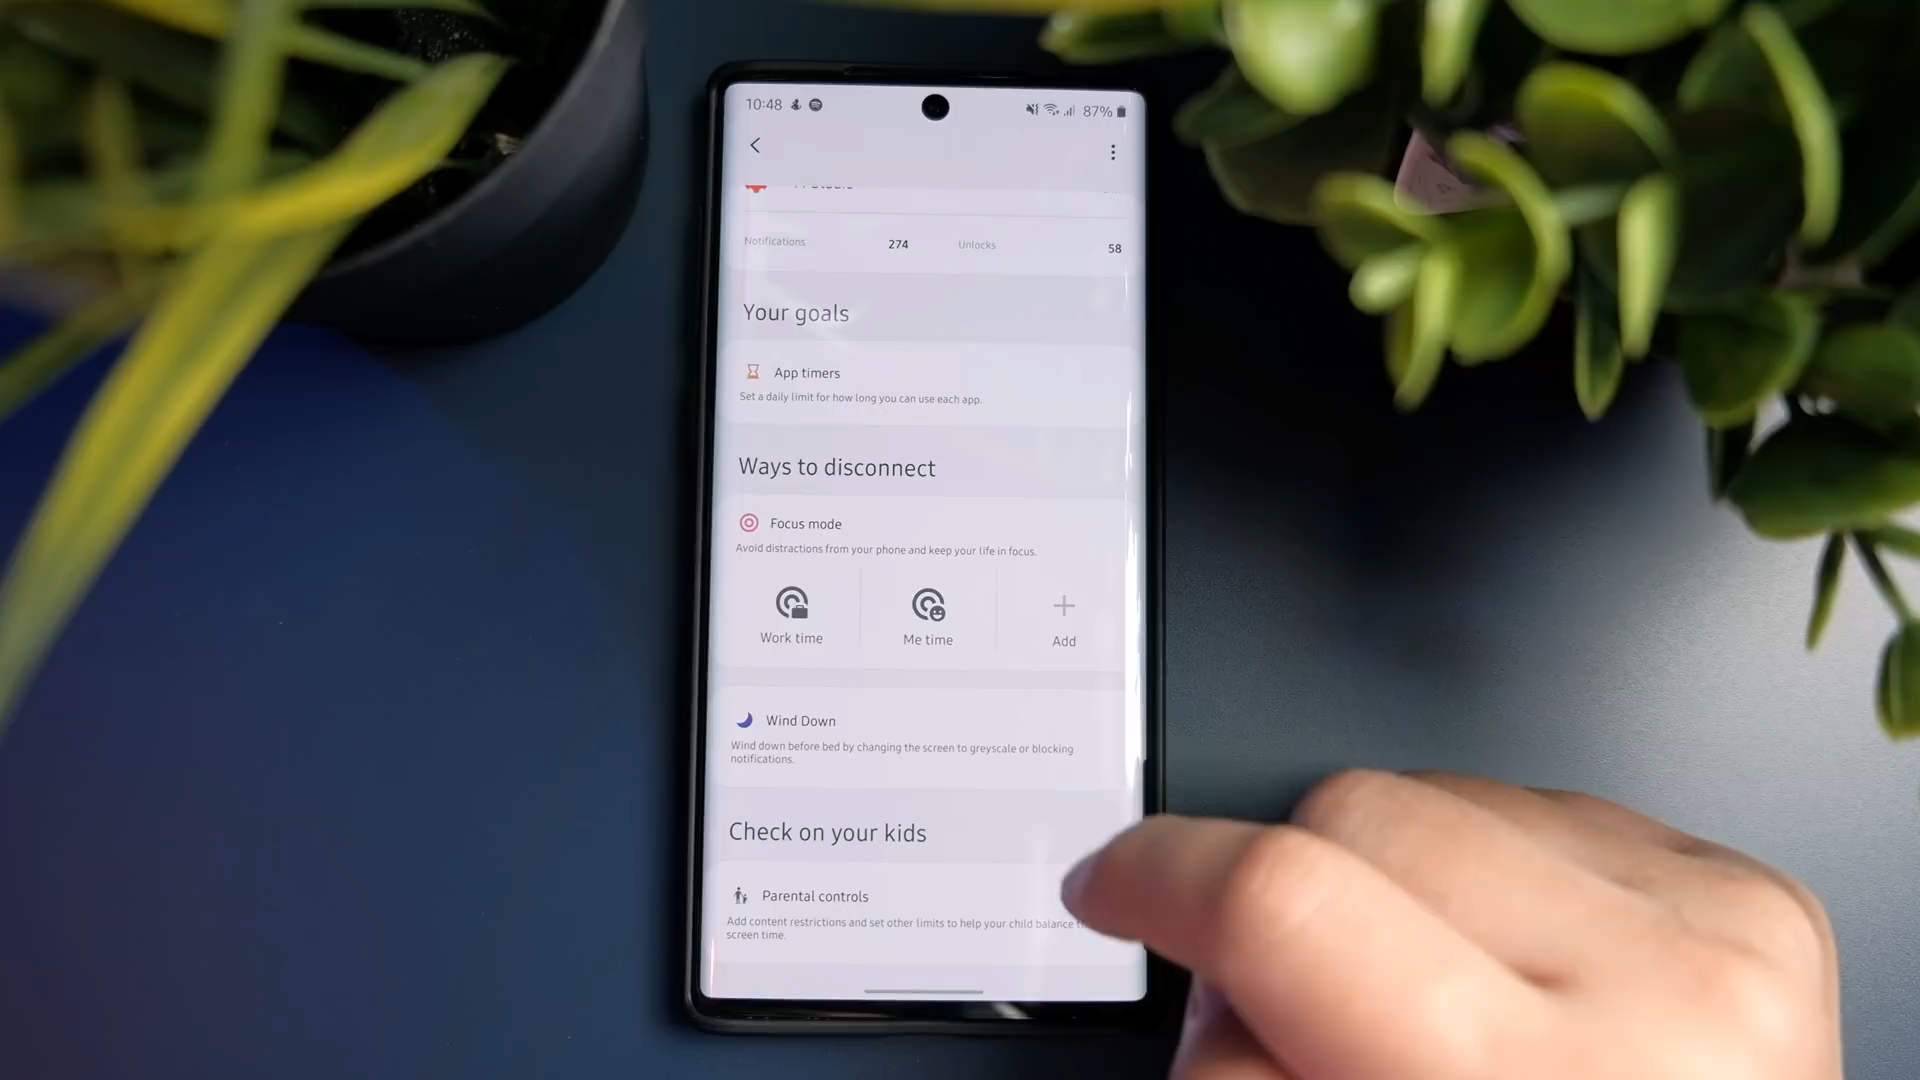 10:48 87%
Notifications 274 Unlocks 58
Your goals
App timers
Set a daily limit for how long you can use each app.
Ways to disconnect
Focus mode
Avoid distractions from your phone and keep your life in focus.
Work time Me time Add
Wind Down
Wind down before bed by changing the screen to greyscale or blocking
notifications.
Check on your kids
Parental controls
Add content restrictions and set other limits to help your child balance
screen time.